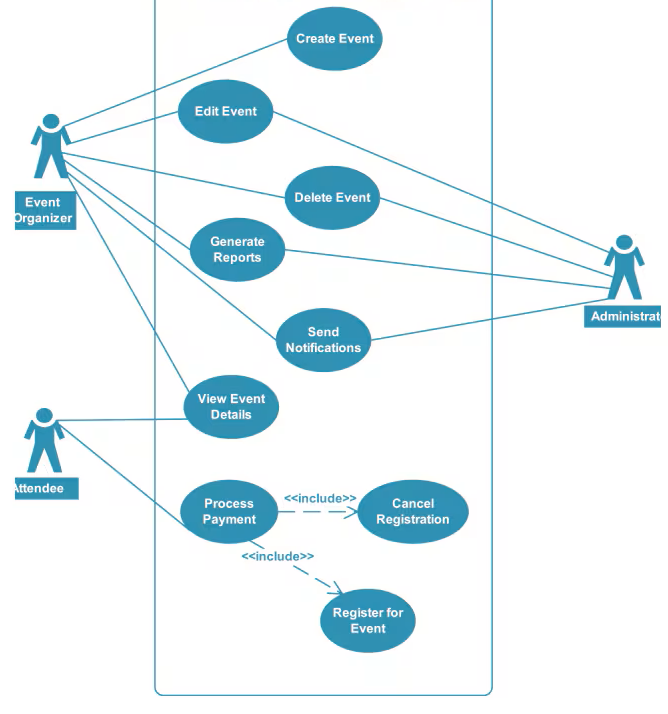 Create Event
Edit Event
Event
Organizer
Delete Event
Generate
Reports
Administrat
Send
Notifications
View Event
Details
Attendee
Process
Payment
<<include>>
Cancel
Registration
<<include>>
Register for
Event